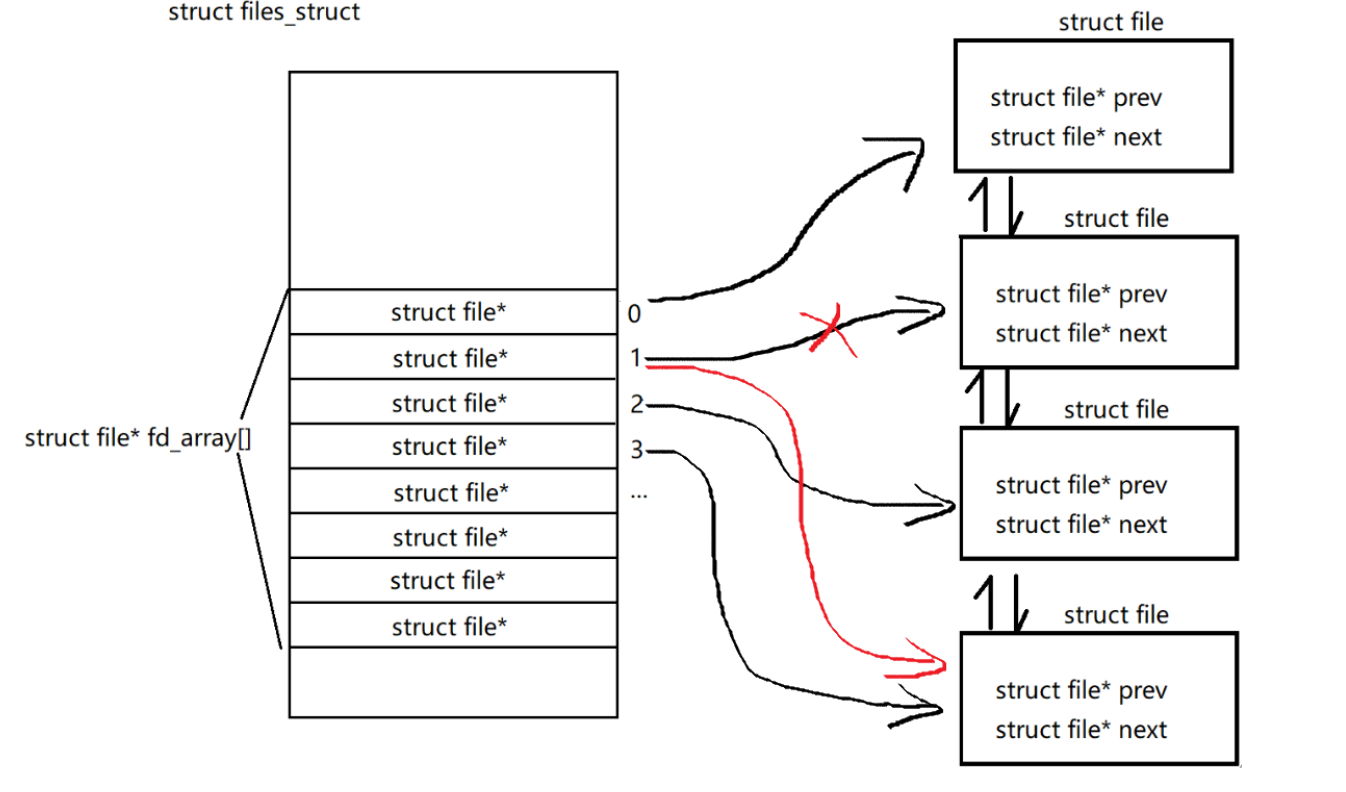 struct files_struct
struct file* fd_array[]
struct file*
struct file*
struct file*
struct file*
struct file*
struct file*
struct file*
struct file*
0
1
2
3
...
struct file
struct file* prev
struct file* next
struct file
struct file* prev
struct file* next
struct file
struct file* prev
struct file* next
struct file
struct file* prev
struct file* next